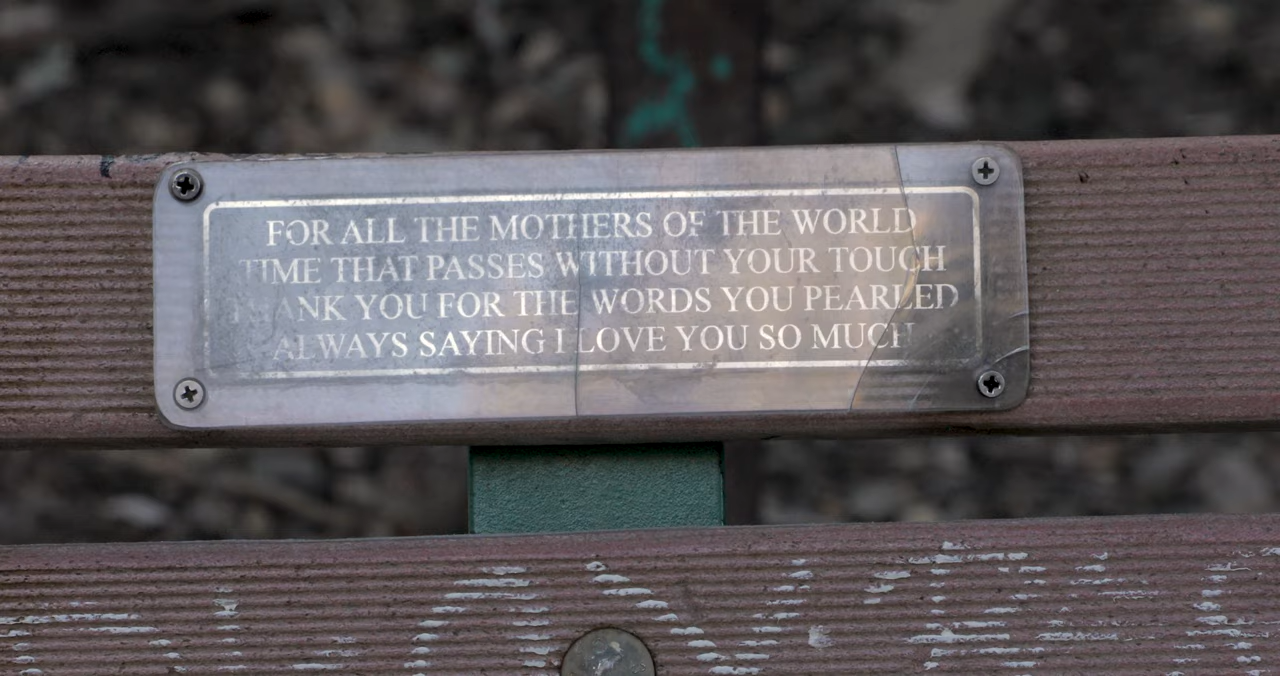 FOR ALL THE MOTHERS OF THE WORLD
TIME THAT PASSES WITHOUT YOUR TOUCH
THANK YOU FOR THE WORDS YOU PEARLED
ALWAYS SAYING I LOVE YOU SO MUCH